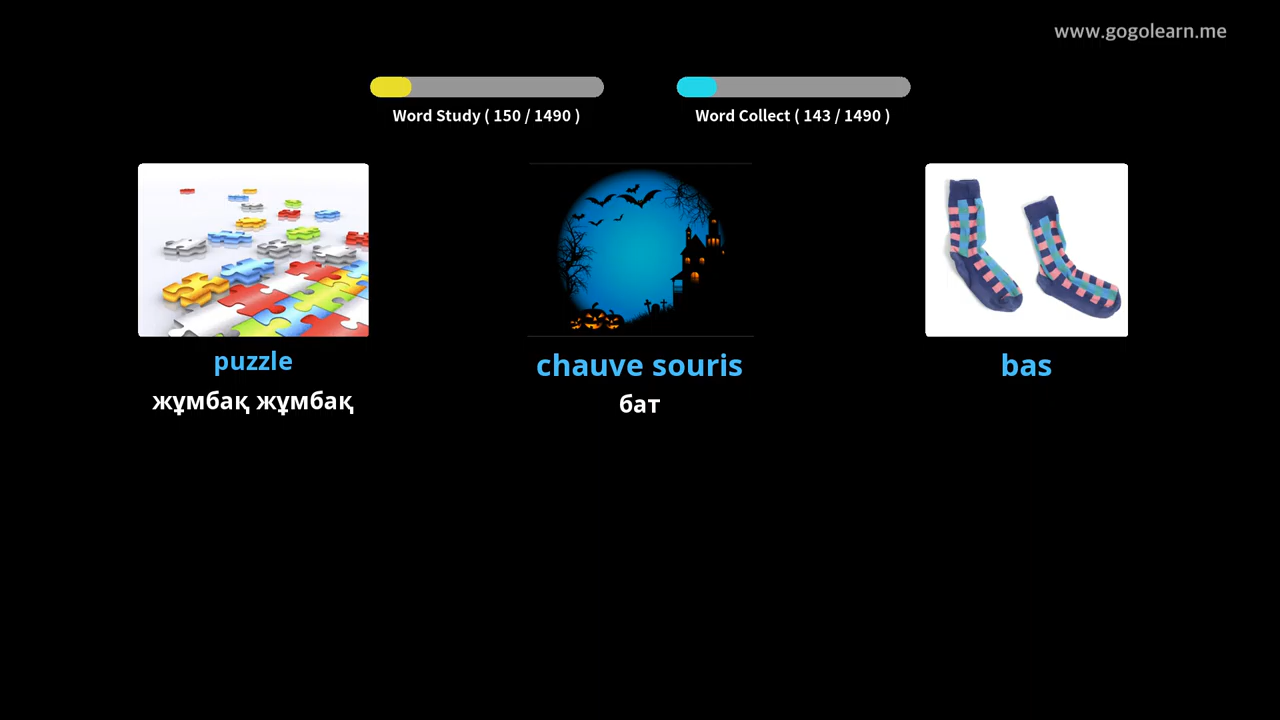 www.gogolearn.me
Word Study ( 150 / 1490 )
Word Collect ( 143 / 1490 )
puzzle
жұмбақ жұмбақ
chauve souris
бат
bas